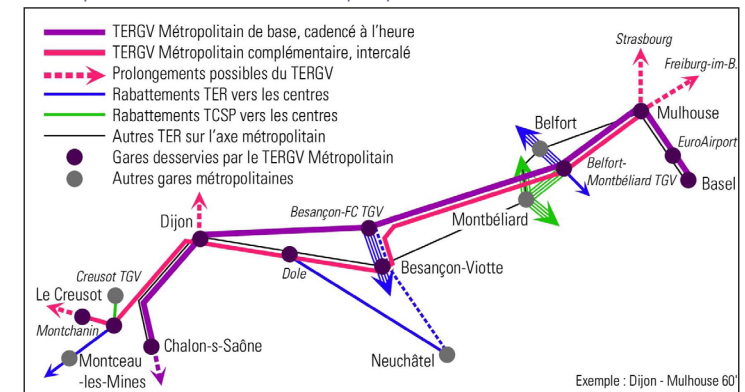 TERGV Métropolitain de base, cadencé à l'heure
TERGV Métropolitain complémentaire, intercalé
Prolongements possibles du TERGV
Rabattements TER vers les centres
Rabattements TCSP vers les centres
Autres TER sur l'axe métropolitain
Gares desservies par le TERGV Métropolitain
Autres gares métropolitaines
Strasbourg
Freiburg-im-B.
Mulhouse
Belfort
EuroAirport
Belfort-
Montbéliard TGV
Basel
Besançon-FC TGV
Montbéliard
Dijon
Besançon-Viotte
Dole
Creusot TGV
Le Creusot
Montchanin
Chalon-s-Saône
Neuchâtel
Montceau
-les-Mines
Exemple : Dijon - Mulhouse 60'